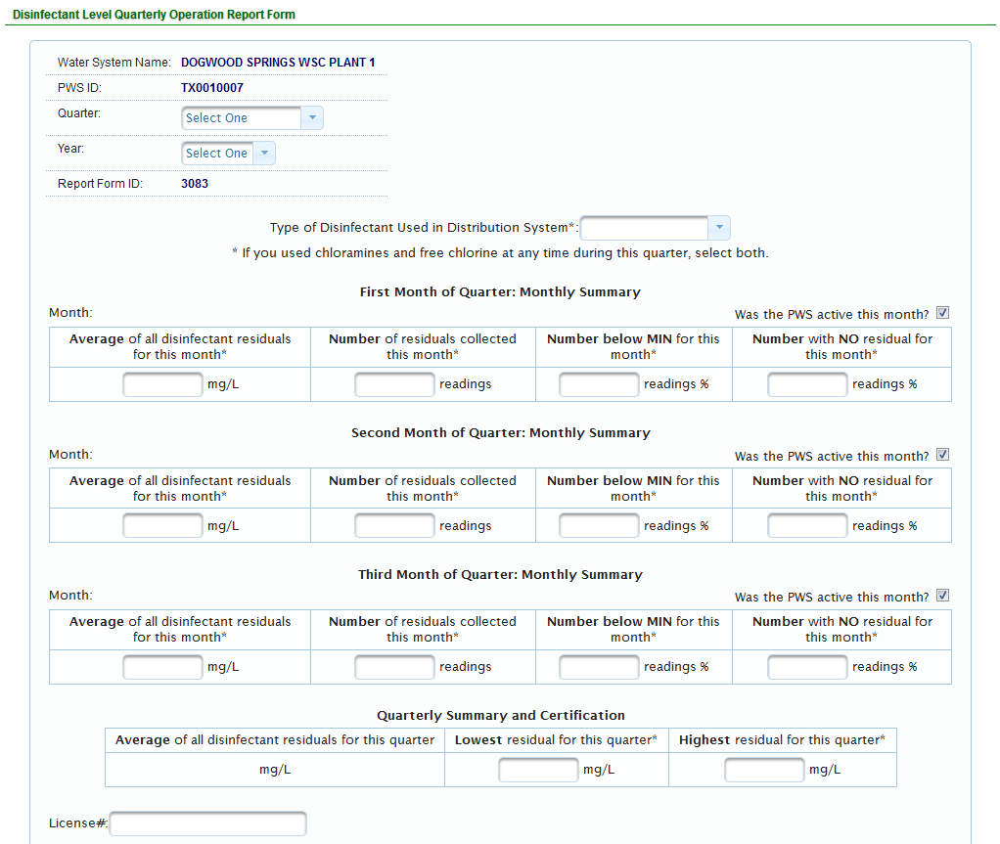 Disinfectant Level Quarterly Operation Report Form
Water System Name: DOGWOOD SPRINGS WSC PLANT 1
PWS ID: TX0010007
Quarter: Select One
Year: Select One
Report Form ID: 3083
Type of Disinfectant Used in Distribution System*:
* If you used chloramines and free chlorine at any time during this quarter, select both.
First Month of Quarter: Monthly Summary
Month:
Was the PWS active this month?
Average of all disinfectant residuals for this month*
Number of residuals collected this month*
Number below MIN for this month*
Number with NO residual for this month*
mg/L
readings
readings %
readings %
Second Month of Quarter: Monthly Summary
Month:
Was the PWS active this month?
Average of all disinfectant residuals for this month*
Number of residuals collected this month*
Number below MIN for this month*
Number with NO residual for this month*
mg/L
readings
readings %
readings %
Third Month of Quarter: Monthly Summary
Month:
Was the PWS active this month?
Average of all disinfectant residuals for this month*
Number of residuals collected this month*
Number below MIN for this month*
Number with NO residual for this month*
mg/L
readings
readings %
readings %
Quarterly Summary and Certification
Average of all disinfectant residuals for this quarter
Lowest residual for this quarter*
Highest residual for this quarter*
mg/L
mg/L
mg/L
License#: